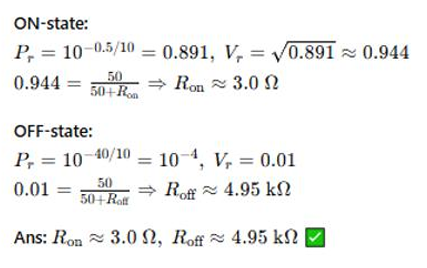 ON-state:
P_r = 10^{-0.5/10} = 0.891, V_r = √0.891 ≈ 0.944
0.944 = 50/(50+R_on) ⇒ R_on ≈ 3.0 Ω
OFF-state:
P_r = 10^{-40/10} = 10^{-4}, V_r = 0.01
0.01 = 50/(50+R_off) ⇒ R_off ≈ 4.95 kΩ
Ans: R_on ≈ 3.0 Ω, R_off ≈ 4.95 kΩ ✅